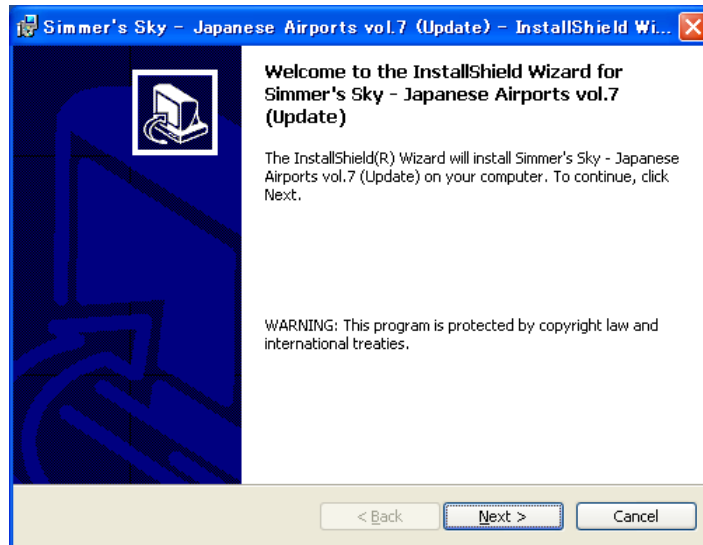 Simmer's Sky - Japanese Airports vol.7 (Update) - InstallShield Wi...
Welcome to the InstallShield Wizard for
Simmer's Sky - Japanese Airports vol.7
(Update)
The InstallShield(R) Wizard will install Simmer's Sky - Japanese
Airports vol.7 (Update) on your computer. To continue, click
Next.
WARNING: This program is protected by copyright law and
international treaties.
< Back Next > Cancel